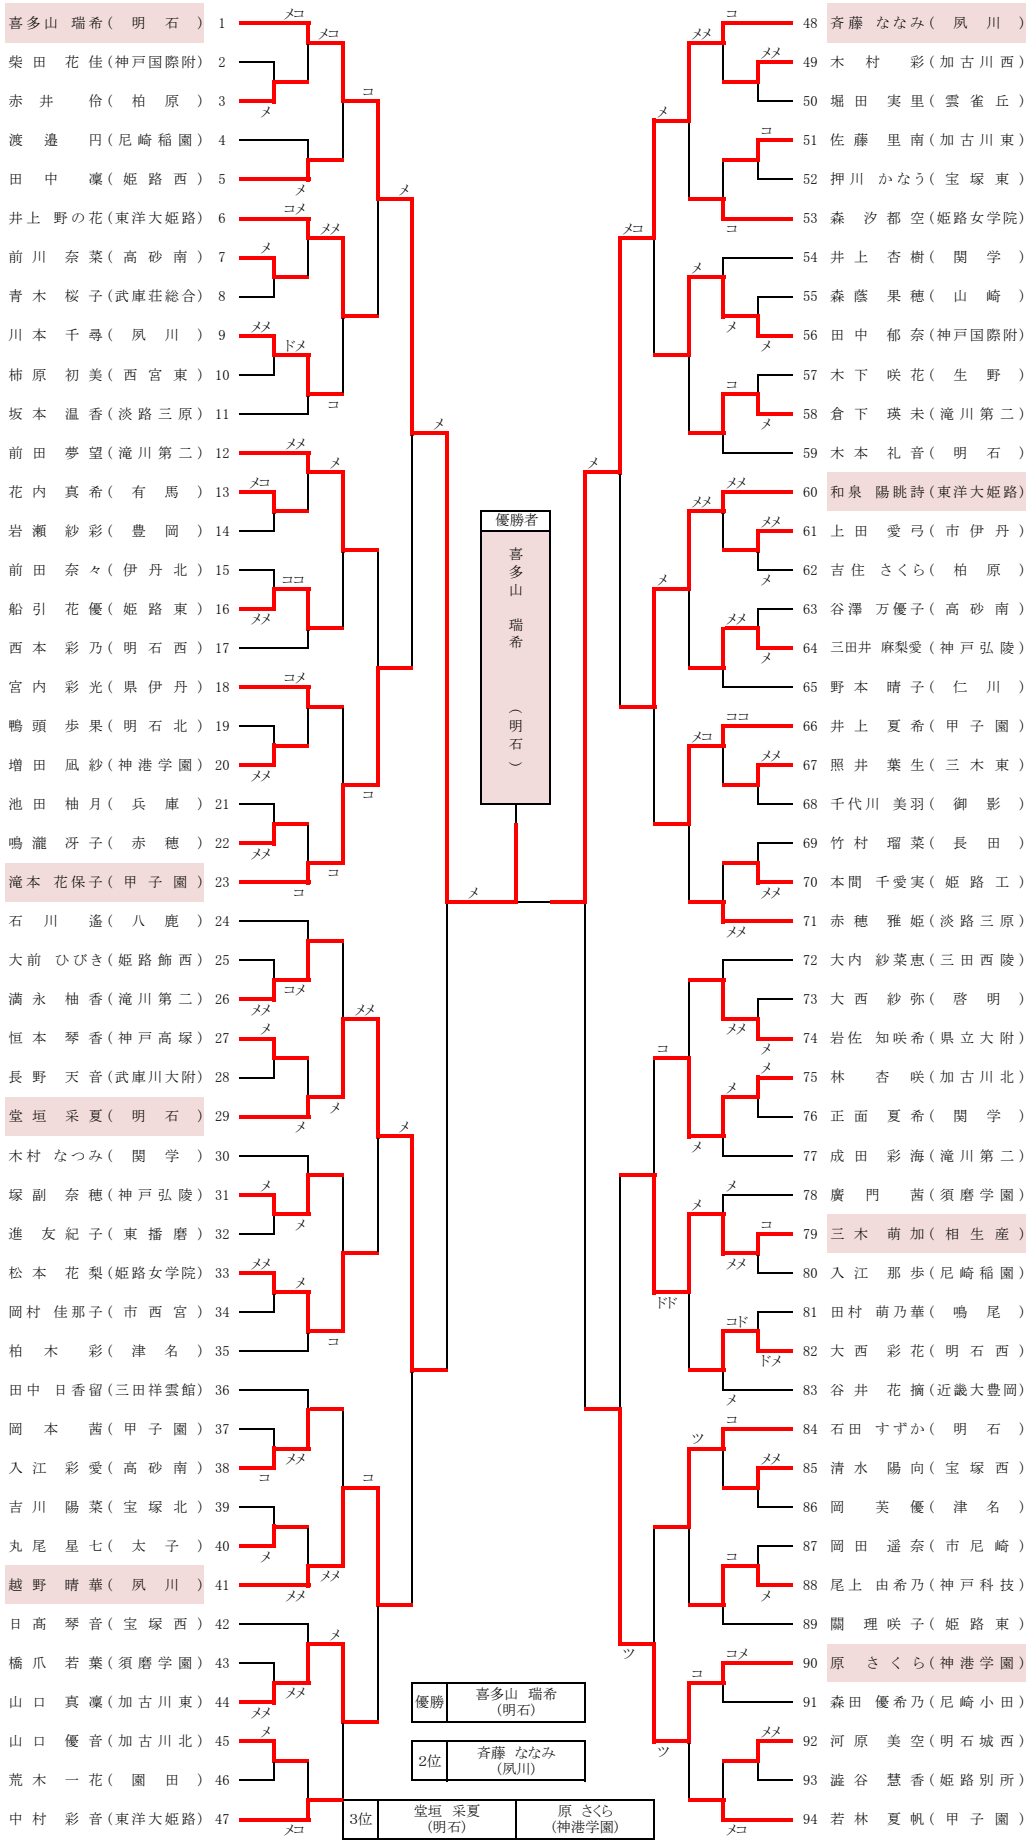 喜多山 瑞希(明石) 1
柴田 花佳(神戸国際附) 2
赤井 伶(柏原) 3
渡邉 円(尼崎稲園) 4
田中 凜(姫路西) 5
井上 野の花(東洋大姫路) 6
前川 奈菜(高砂南) 7
青木 桜子(武庫荘総合) 8
川本 千尋(夙川) 9
柿原 初美(西宮東) 10
坂本 温香(淡路三原) 11
前田 夢望(滝川第二) 12
花内 真希(有馬) 13
岩瀬 紗彩(豊岡) 14
前田 奈々(伊丹北) 15
船引 花優(姫路東) 16
西本 彩乃(明石西) 17
宮内 彩光(県伊丹) 18
鴨頭 歩果(明石北) 19
増田 凪紗(神港学園) 20
池田 柚月(兵庫) 21
鳴瀧 冴子(赤穂) 22
滝本 花保子(甲子園) 23
石川 遙(八鹿) 24
大前 ひびき(姫路飾西) 25
満永 柚香(滝川第二) 26
恒本 琴香(神戸高塚) 27
長野 天音(武庫川大附) 28
堂垣 采夏(明石) 29
木村 なつみ(関学) 30
塚副 奈穂(神戸弘陵) 31
進 友紀子(東播磨) 32
松本 花梨(姫路女学院) 33
岡村 佳那子(市西宮) 34
柏木 彩(津名) 35
田中 日香留(三田祥雲館) 36
岡本 茜(甲子園) 37
入江 彩愛(高砂南) 38
吉川 陽菜(宝塚北) 39
丸尾 星七(太子) 40
越野 晴華(夙川) 41
日髙 琴音(宝塚西) 42
橋爪 若葉(須磨学園) 43
山口 真凜(加古川東) 44
山口 優音(加古川北) 45
荒木 一花(園田) 46
中村 彩音(東洋大姫路) 47
優勝者
喜多山 瑞希 (明石)
優勝 喜多山 瑞希
(明石)
2位 斉藤 ななみ
(夙川)
3位 堂垣 采夏
(明石)
原 さくら
(神港学園)
48 斉藤 ななみ(夙川)
49 木村 彩(加古川西)
50 堀田 実里(雲雀丘)
51 佐藤 里南(加古川東)
52 押川 かなう(宝塚東)
53 森 汐都空(姫路女学院)
54 井上 杏樹(関学)
55 森蔭 果穂(山崎)
56 田中 郁奈(神戸国際附)
57 木下 咲花(生野)
58 倉下 瑛未(滝川第二)
59 木本 礼音(明石)
60 和泉 陽眺詩(東洋大姫路)
61 上田 愛弓(市伊丹)
62 吉住 さくら(柏原)
63 谷澤 万優子(高砂南)
64 三田井 麻梨愛(神戸弘陵)
65 野本 晴子(仁川)
66 井上 夏希(甲子園)
67 照井 葉生(三木東)
68 千代川 美羽(御影)
69 竹村 瑠菜(長田)
70 本間 千愛実(姫路工)
71 赤穂 雅姫(淡路三原)
72 大内 紗菜恵(三田西陵)
73 大西 紗弥(啓明)
74 岩佐 知咲希(県立大附)
75 林 杏咲(加古川北)
76 正面 夏希(関学)
77 成田 彩海(滝川第二)
78 廣門 茜(須磨学園)
79 三木 萌加(相生産)
80 入江 那歩(尼崎稲園)
81 田村 萌乃華(鳴尾)
82 大西 彩花(明石西)
83 谷井 花摘(近畿大豊岡)
84 石田 すずか(明石)
85 清水 陽向(宝塚西)
86 岡 芙優(津名)
87 岡田 遥奈(市尼崎)
88 尾上 由希乃(神戸科技)
89 關 理咲子(姫路東)
90 原 さくら(神港学園)
91 森田 優希乃(尼崎小田)
92 河原 美空(明石城西)
93 澁谷 慧香(姫路別所)
94 若林 夏帆(甲子園)